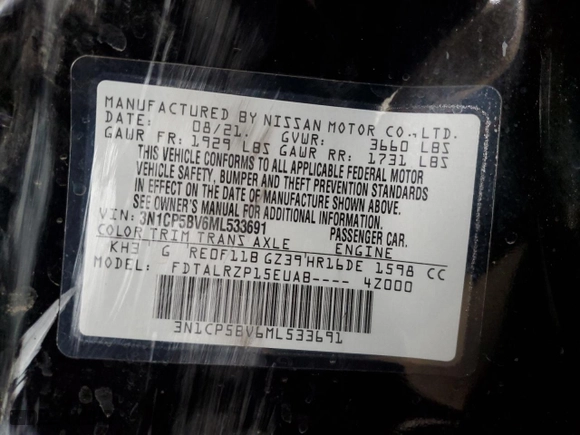 MANUFACTURED BY NISSAN MOTOR CO., LTD.
DATE: 08/21. GVWR: 3660 LBS
GAWR FR: 1929 LBS GAWR RR: 1731 LBS
THIS VEHICLE CONFORMS TO ALL APPLICABLE FEDERAL MOTOR
VEHICLE SAFETY, BUMPER AND THEFT PREVENTION STANDARDS
IN EFFECT ON THE DATE OF MANUFACTURE SHOWN ABOVE.
SEE OWNER'S MANUAL FOR ADDITIONAL INFORMATION
VIN: 3N1CP5BV6ML533691 PASSENGER CAR.
COLOR TRIM TRANS AXLE ENGINE
KH3 G RE0F11B GZ39 HR16DE 1598 CC
MODEL: FDTALRZP15EUAB---- 4Z000
3N1CP5BV6ML533691